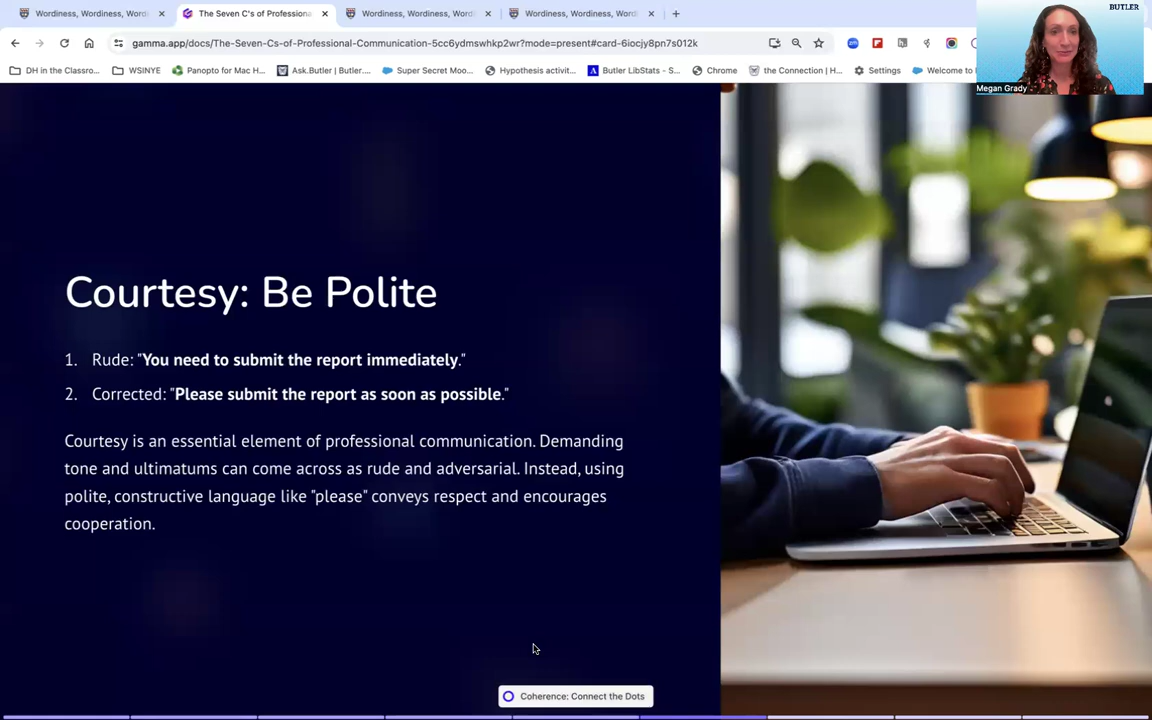 Wordiness, Wordiness, Word
The Seven C's of Professiona
Wordiness, Wordiness, Word
Wordiness, Wordiness, Word
BUTLER
gamma.app/docs/The-Seven-Cs-of-Professional-Communication-5cc6ydmswhkp2wr?mode=present#card-6iocjy8pn7s012k
DH in the Classro...
WSINYE
Panopto for Mac H...
Ask.Butler | Butler....
Super Secret Moo...
Hypothesis activit...
Butler LibStats - S...
Chrome
the Connection | H...
Settings
Welcome to
Megan Grady
Courtesy: Be Polite
1. Rude: "You need to submit the report immediately."
2. Corrected: "Please submit the report as soon as possible."
Courtesy is an essential element of professional communication. Demanding
tone and ultimatums can come across as rude and adversarial. Instead, using
polite, constructive language like "please" conveys respect and encourages
cooperation.
Coherence: Connect the Dots